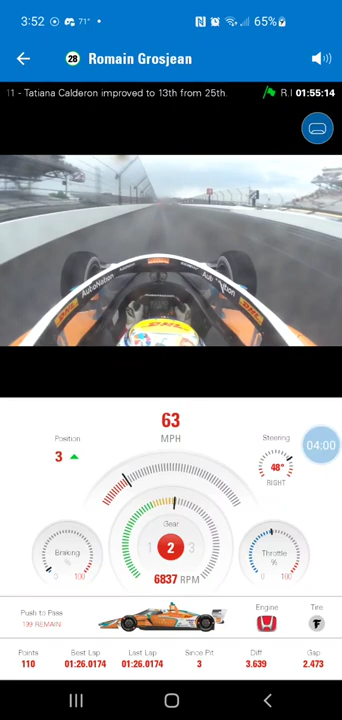 3:52 71° 65%
28 Romain Grosjean
11 - Tatiana Calderon improved to 13th from 25th. R.I 01:55:14
AutoNation
DHL
DHL
63
MPH
Position
3
Steering
48°
RIGHT
04:00
Gear
1 2 3
6837 RPM
Braking
%
0 100
Throttle
%
0 100
Push to Pass
199 REMAIN
Engine
Tire
F
Points Best Lap Last Lap Since Pit Diff Gap
110 01:26.0174 01:26.0174 3 3.639 2.473